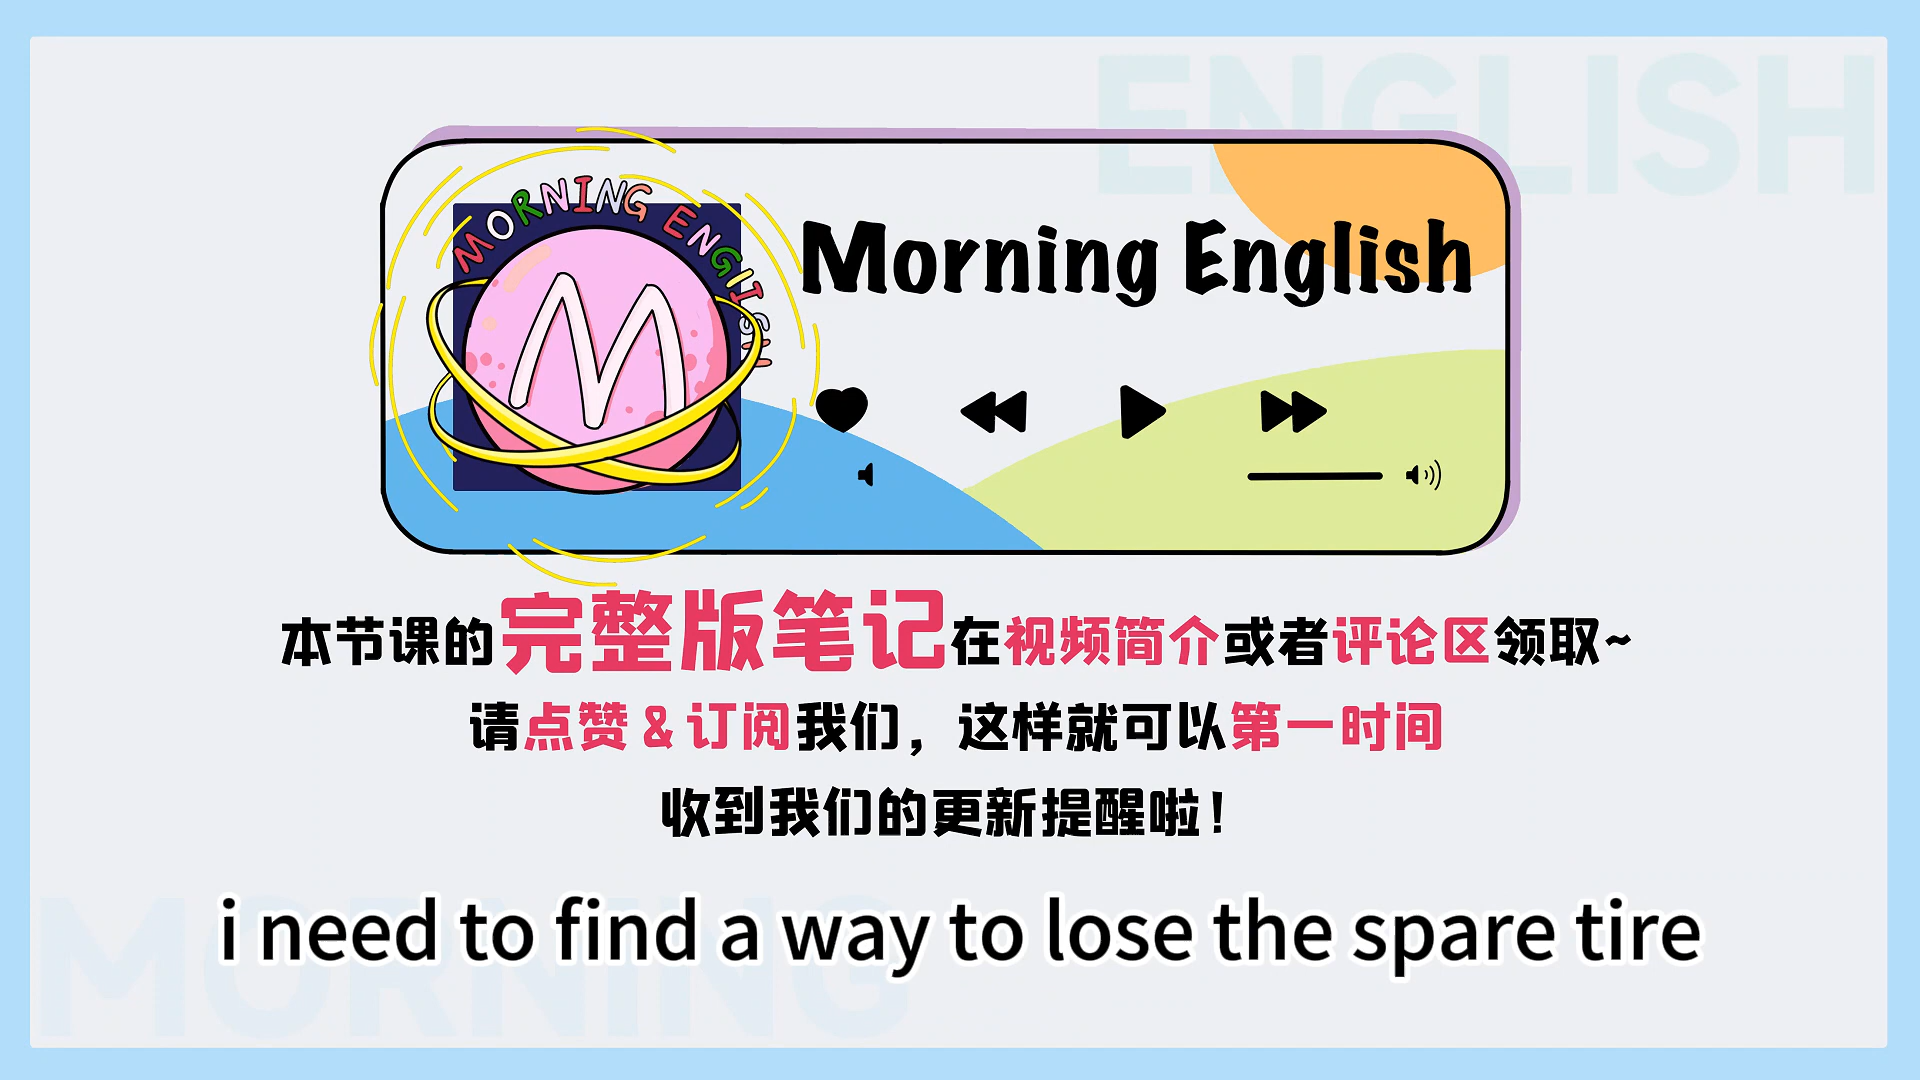 ENGLISH
MORNING ENGLISH
M
Morning English
本节课的完整版笔记在视频简介或者评论区领取~
请点赞&订阅我们，这样就可以第一时间
收到我们的更新提醒啦！
MORNING
i need to find a way to lose the spare tire